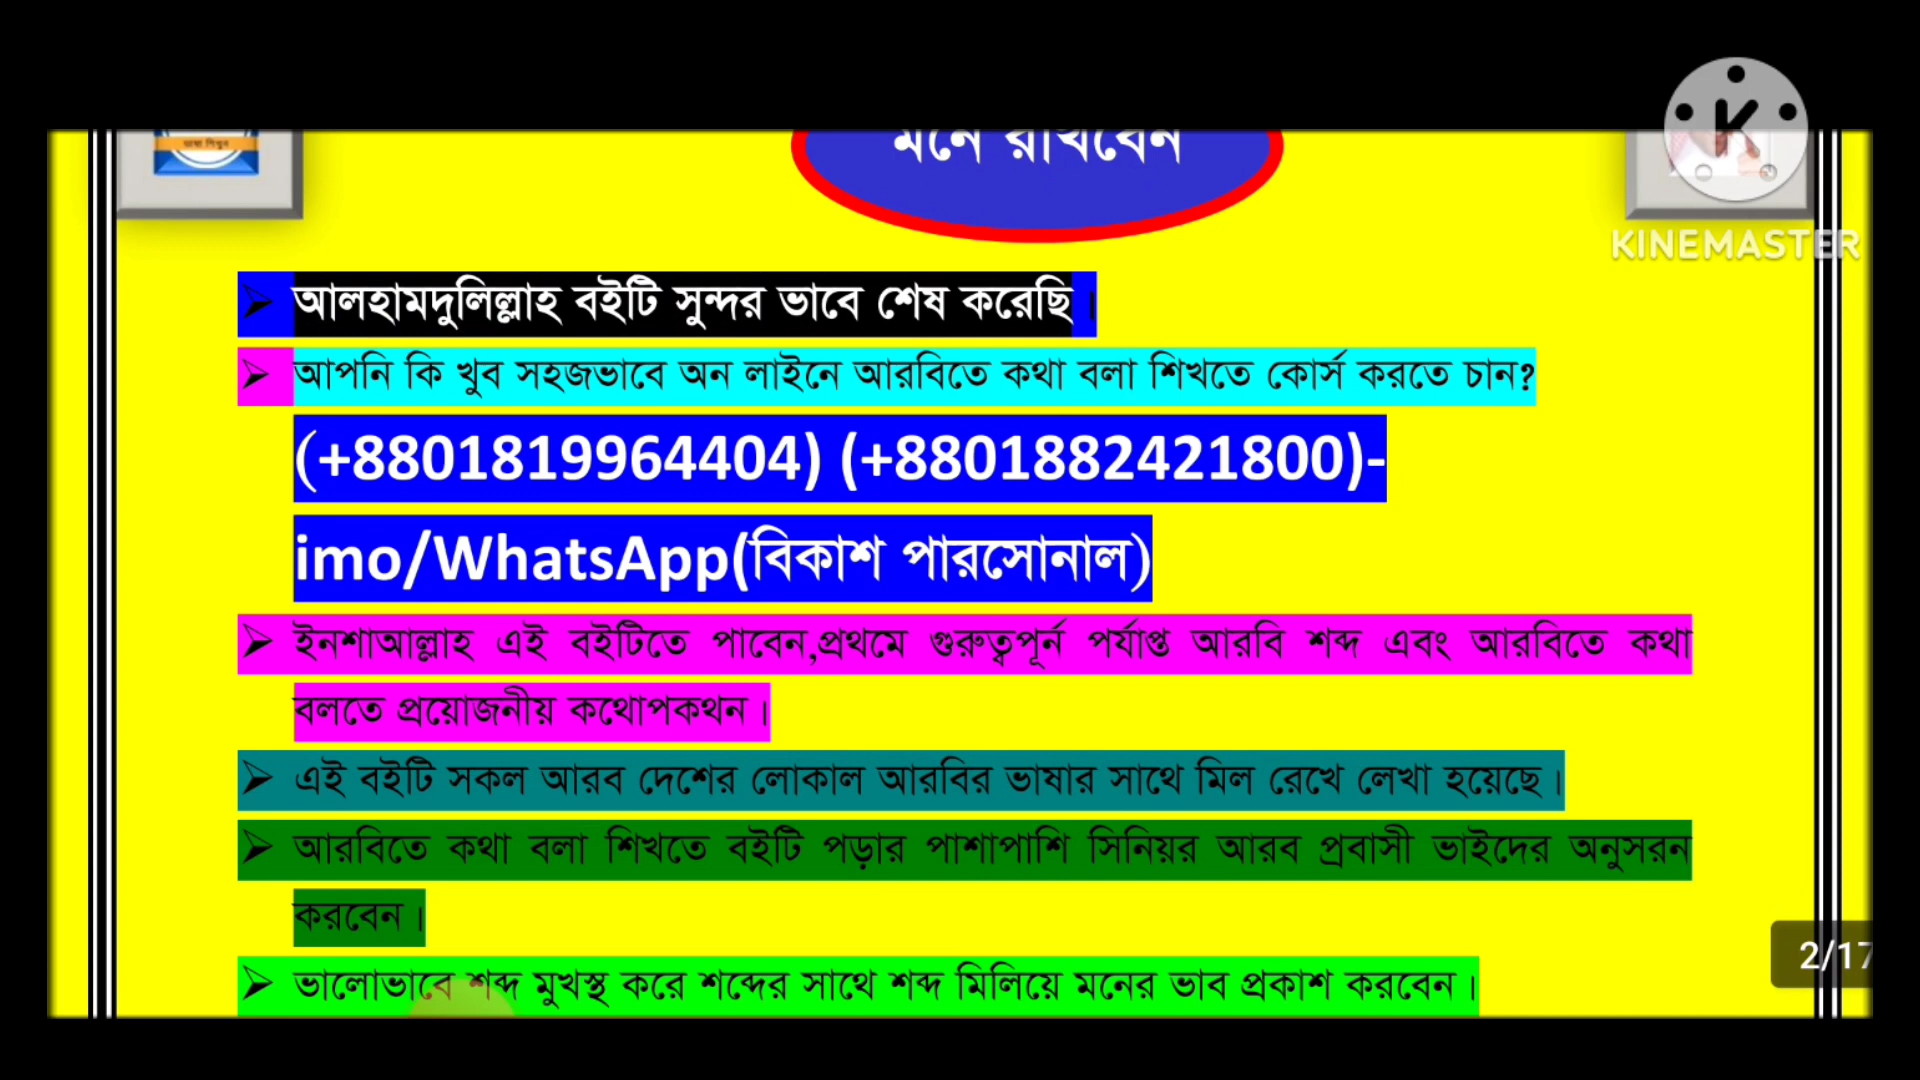 ভাষা শিখুন
মনে রাখবেন
KINEMASTER
➢ আলহামদুলিল্লাহ বইটি সুন্দর ভাবে শেষ করেছি।
➢ আপনি কি খুব সহজভাবে অন লাইনে আরবিতে কথা বলা শিখতে কোর্স করতে চান?
(+8801819964404) (+8801882421800)-
imo/WhatsApp(বিকাশ পারসোনাল)
➢ ইনশাআল্লাহ এই বইটিতে পাবেন,প্রথমে গুরুত্বপূর্ন পর্যাপ্ত আরবি শব্দ এবং আরবিতে কথা
বলতে প্রয়োজনীয় কথোপকথন।
➢ এই বইটি সকল আরব দেশের লোকাল আরবির ভাষার সাথে মিল রেখে লেখা হয়েছে।
➢ আরবিতে কথা বলা শিখতে বইটি পড়ার পাশাপাশি সিনিয়র আরব প্রবাসী ভাইদের অনুসরন
করবেন।
2/17
➢ ভালোভাবে শব্দ মুখস্থ করে শব্দের সাথে শব্দ মিলিয়ে মনের ভাব প্রকাশ করবেন।